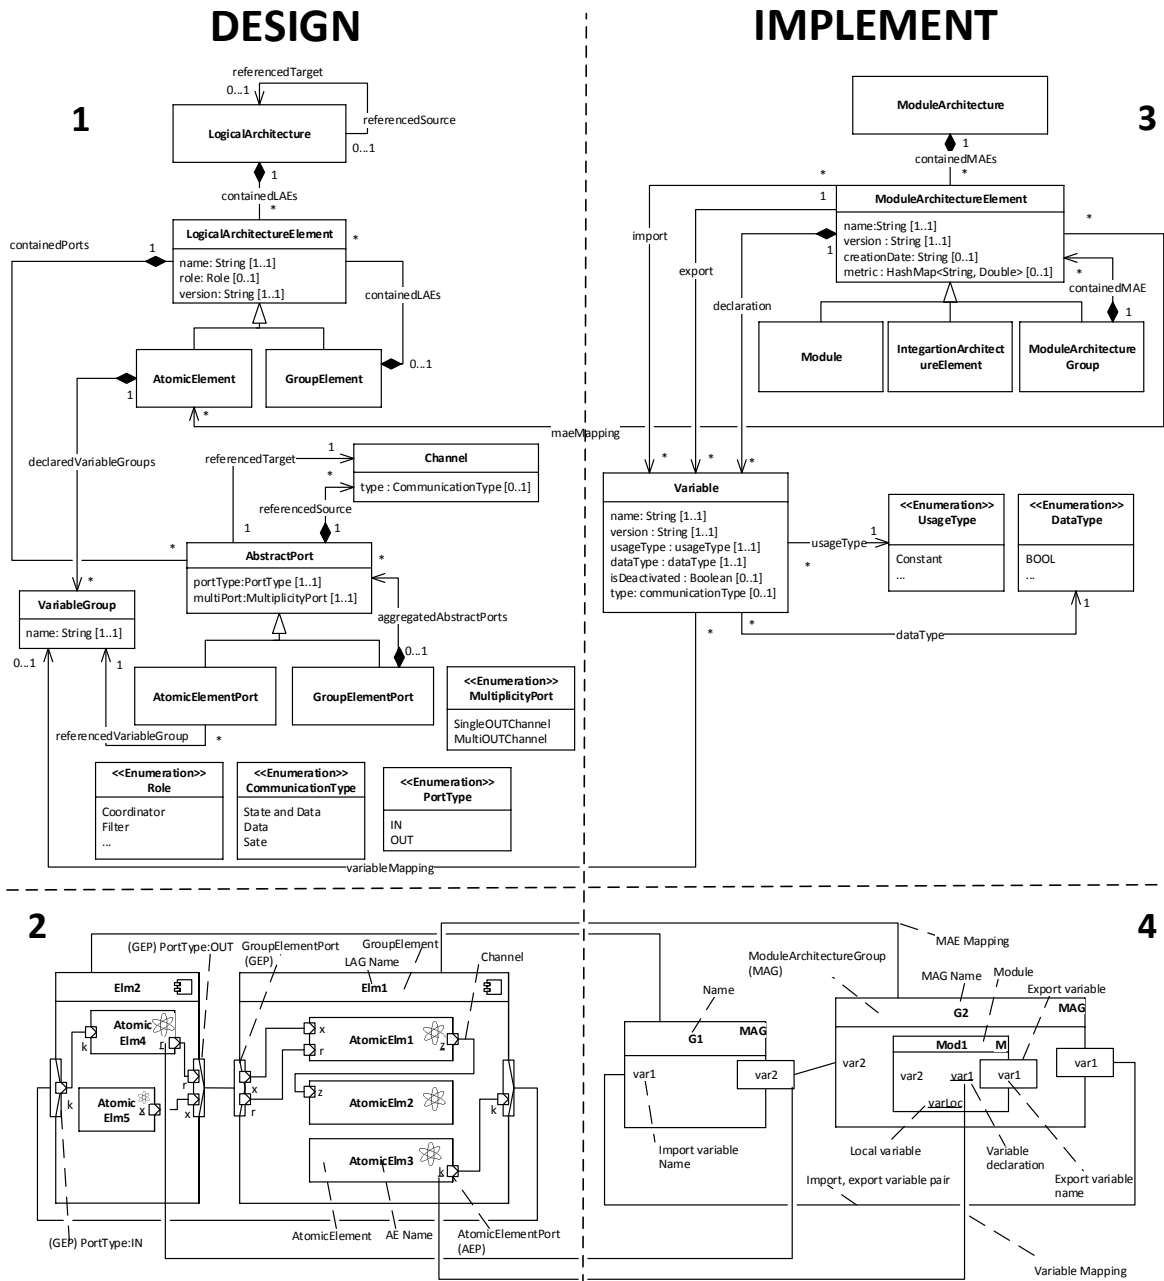 DESIGN
IMPLEMENT
1
referencedTarget
0...1
LogicalArchitecture
referencedSource
0...1
1
containedLAEs
*
LogicalArchitectureElement
name: String [1..1]
role: Role [0..1]
version: String [1..1]
*
containedPorts
1
containedLAEs
AtomicElement
GroupElement
0...1
1
*
declaredVariableGroups
referencedTarget
1
Channel
type : CommunicationType [0..1]
*
referencedSource
1
1
AbstractPort
portType:PortType [1..1]
multiPort:MultiplicityPort [1..1]
*
*
aggregatedAbstractPorts
0...1
*
VariableGroup
name: String [1..1]
0...1
1
AtomicElementPort
GroupElementPort
referencedVariableGroup
*
<<Enumeration>>
MultiplicityPort
SingleOUTChannel
MultiOUTChannel
<<Enumeration>>
Role
Coordinator
Filter
...
<<Enumeration>>
CommunicationType
State and Data
Data
Sate
<<Enumeration>>
PortType
IN
OUT
variableMapping
3
ModuleArchitecture
1
containedMAEs
*
*
1
ModuleArchitectureElement
name:String [1..1]
version : String [1..1]
creationDate: String [0..1]
metric : HashMap<String, Double> [0..1]
*
1
import
export
declaration
*
containedMAE
1
Module
IntegartionArchitect
ureElement
ModuleArchitecture
Group
maeMapping
*
*
*
Variable
name: String [1..1]
version : String [1..1]
usageType : usageType [1..1]
dataType : dataType [1..1]
isDeactivated : Boolean [0..1]
type: communicationType [0..1]
usageType
1
*
<<Enumeration>>
UsageType
Constant
...
<<Enumeration>>
DataType
BOOL
...
*
*
1
dataType
2
(GEP) PortType:OUT
GroupElementPort
(GEP)
GroupElement
LAG Name
Channel
Elm2
Elm1
Atomic
Elm4
k
r
Atomic
Elm5
x
k
r
x
x
r
x
r
AtomicElm1
z
z
AtomicElm2
k
AtomicElm3
k
(GEP) PortType:IN
AtomicElement
AE Name
AtomicElementPort
(AEP)
4
MAE Mapping
ModuleArchitectureGroup
(MAG)
MAG Name
Module
Export variable
Name
MAG
G1
var1
var2
G2
MAG
Mod1
M
var2
var2
var1
var1
var1
varLoc
Import variable
Name
Local variable
Variable
declaration
Export variable
name
Import, export variable pair
Variable Mapping